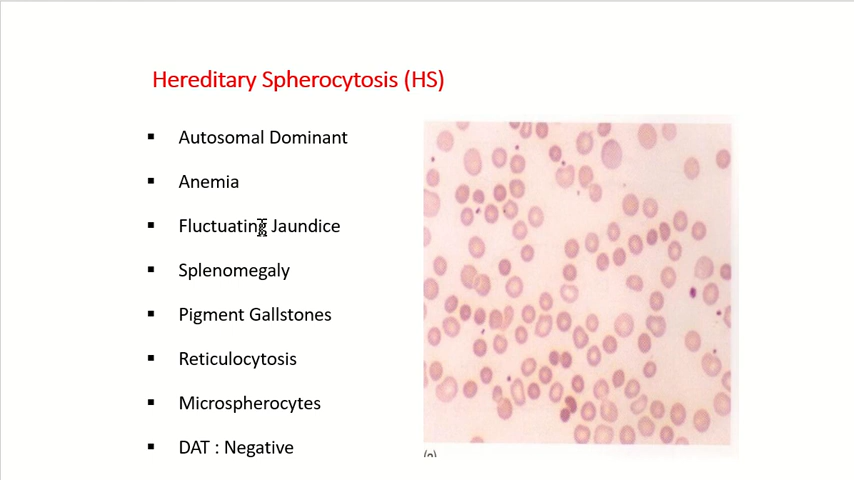 Hereditary Spherocytosis (HS)
▪ Autosomal Dominant
▪ Anemia
▪ Fluctuating Jaundice
▪ Splenomegaly
▪ Pigment Gallstones
▪ Reticulocytosis
▪ Microspherocytes
▪ DAT : Negative